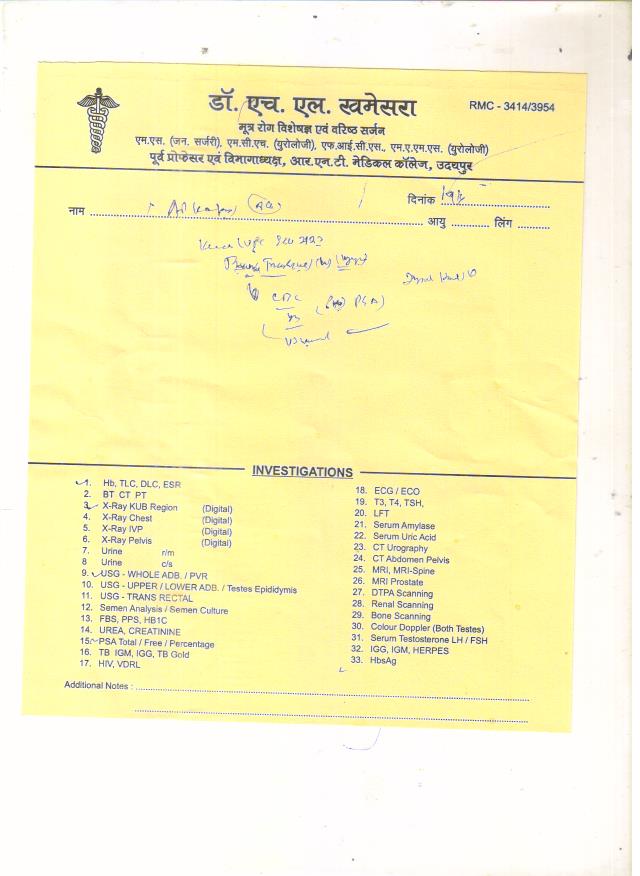 डॉ. एच. एल. खमेसरा
RMC - 3414/3954
मूत्र रोग विशेषज्ञ एवं वरिष्ठ सर्जन
एम.एस. (जन. सर्जरी), एम.सी.एच. (युरोलोजी), एफ.आई.सी.एस., एम.ए.एम.एस. (युरोलोजी)
पूर्व प्रोफेसर एवं विभागाध्यक्ष, आर.एन.टी. मेडिकल कॉलेज, उदयपुर
दिनांक
नाम आयु लिंग
CBC
PSA
INVESTIGATIONS
1. Hb, TLC, DLC, ESR
2. BT CT PT
3. X-Ray KUB Region (Digital)
4. X-Ray Chest (Digital)
5. X-Ray IVP (Digital)
6. X-Ray Pelvis (Digital)
7. Urine r/m
8 Urine c/s
9. USG - WHOLE ADB. / PVR
10. USG - UPPER / LOWER ADB. / Testes Epididymis
11. USG - TRANS RECTAL
12. Semen Analysis / Semen Culture
13. FBS, PPS, HB1C
14. UREA, CREATININE
15. PSA Total / Free / Percentage
16. TB IGM, IGG, TB Gold
17. HIV, VDRL
18. ECG / ECO
19. T3, T4, TSH,
20. LFT
21. Serum Amylase
22. Serum Uric Acid
23. CT Urography
24. CT Abdomen Pelvis
25. MRI, MRI-Spine
26. MRI Prostate
27. DTPA Scanning
28. Renal Scanning
29. Bone Scanning
30. Colour Doppler (Both Testes)
31. Serum Testosterone LH / FSH
32. IGG, IGM, HERPES
33. HbsAg
Additional Notes :